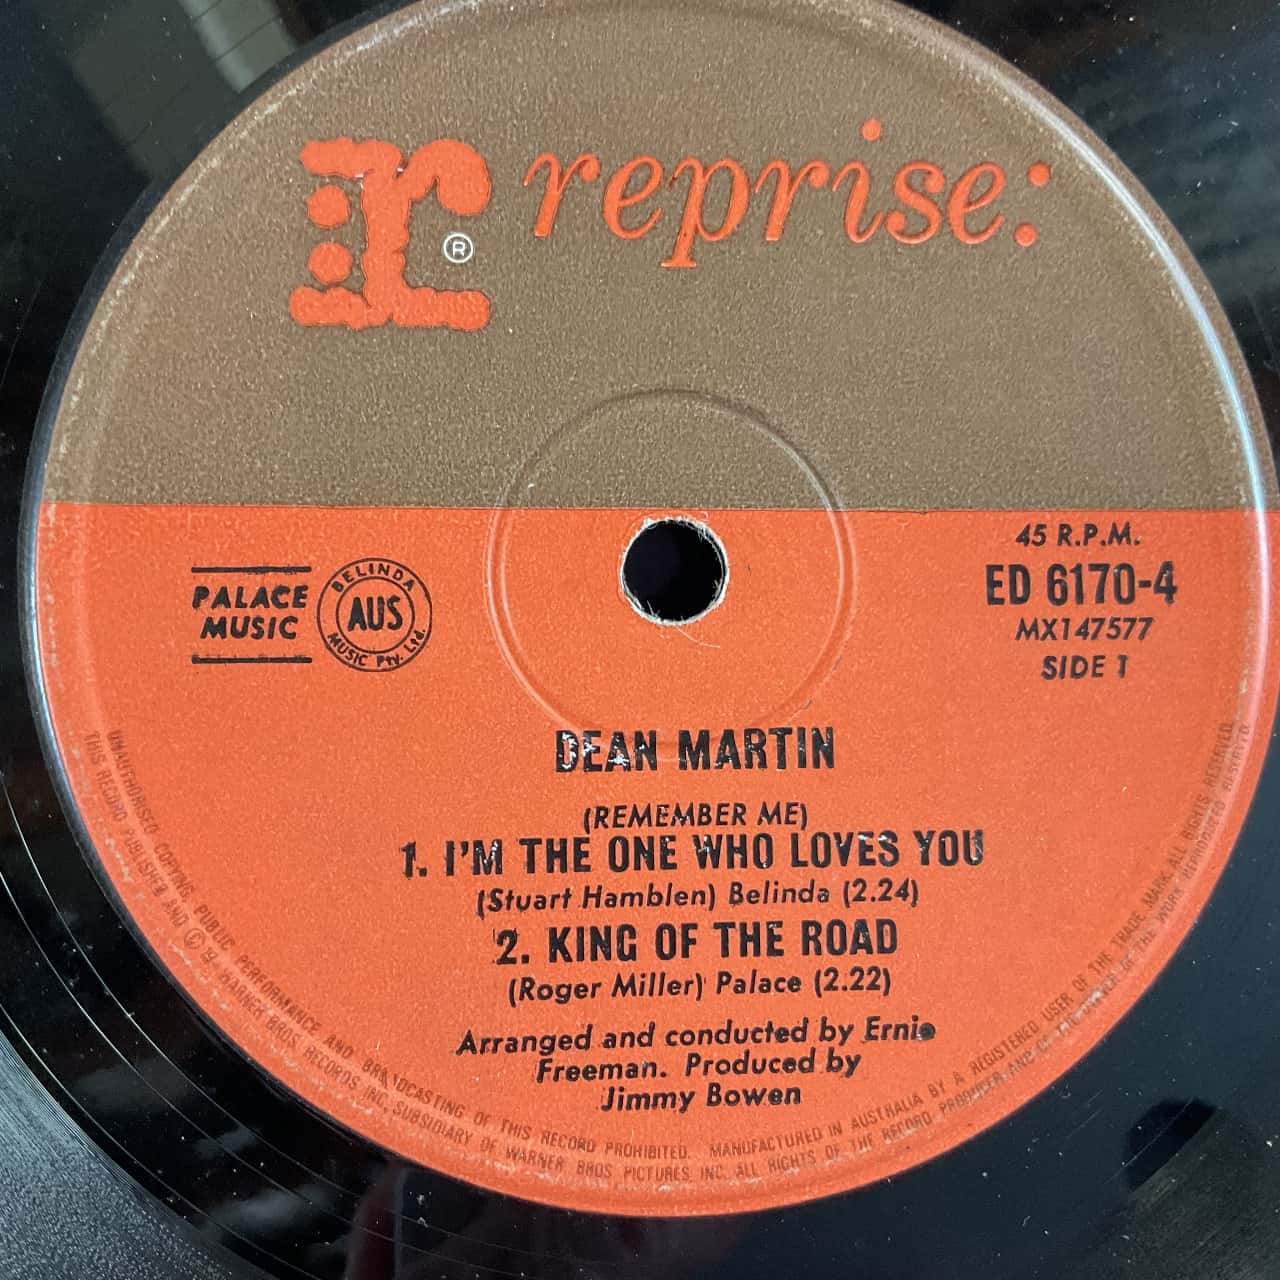 r: ® reprise:
45 R.P.M.
ED 6170-4
MX147577
SIDE 1
PALACE
MUSIC
BELINDA
AUS
MUSIC Pty. Ltd.
DEAN MARTIN
(REMEMBER ME)
1. I'M THE ONE WHO LOVES YOU
(Stuart Hamblen) Belinda (2.24)
2. KING OF THE ROAD
(Roger Miller) Palace (2.22)
Arranged and conducted by Ernie
Freeman. Produced by
Jimmy Bowen
UNAUTHORISED COPYING, PUBLIC PERFORMANCE AND BROADCASTING OF THIS RECORD PROHIBITED. MANUFACTURED IN AUSTRALIA BY A REGISTERED USER OF THE TRADE MARK. ALL RIGHTS RESERVED.
THIS RECORD PUBLISHED AND © BY WARNER BROS RECORDS INC. SUBSIDIARY OF WARNER BROS PICTURES INC. ALL RIGHTS OF THE RECORD PRODUCER AND OF THE OWNER OF THE WORK REPRODUCED RESERVED